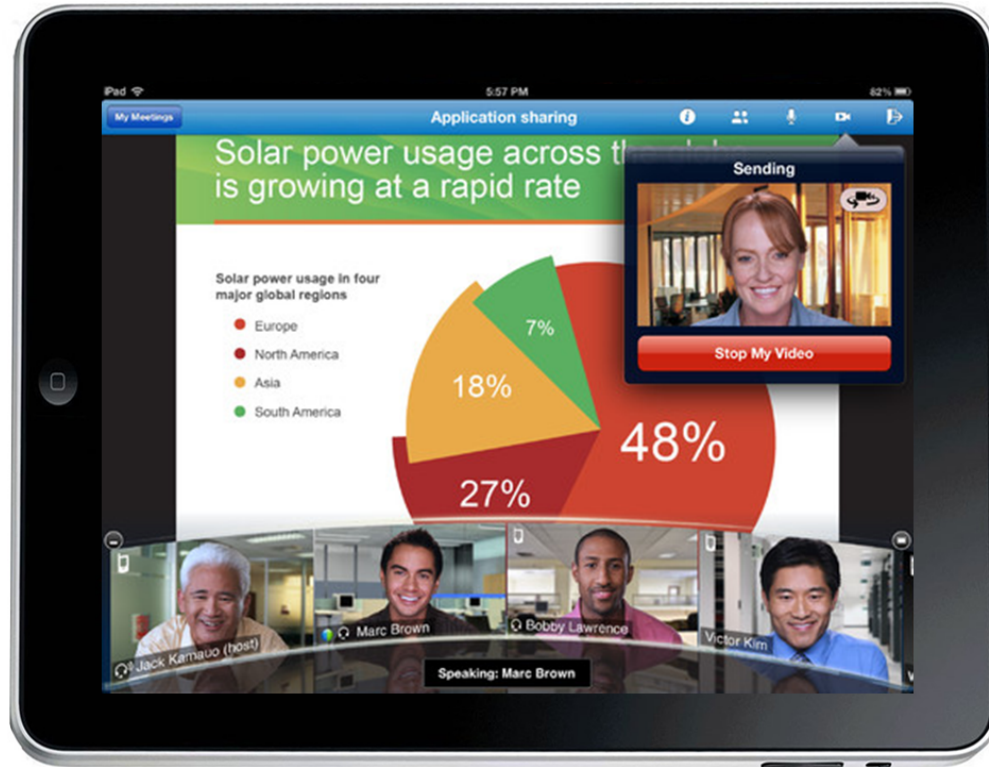 iPad
5:57 PM
82%
My Meetings
Application sharing
Solar power usage across
is growing at a rapid rate
Sending
Stop My Video
Solar power usage in four
major global regions
Europe
North America
Asia
South America
7%
18%
48%
27%
Jack Kamauo (host)
Marc Brown
Bobby Lawrence
Victor Kim
Speaking: Marc Brown